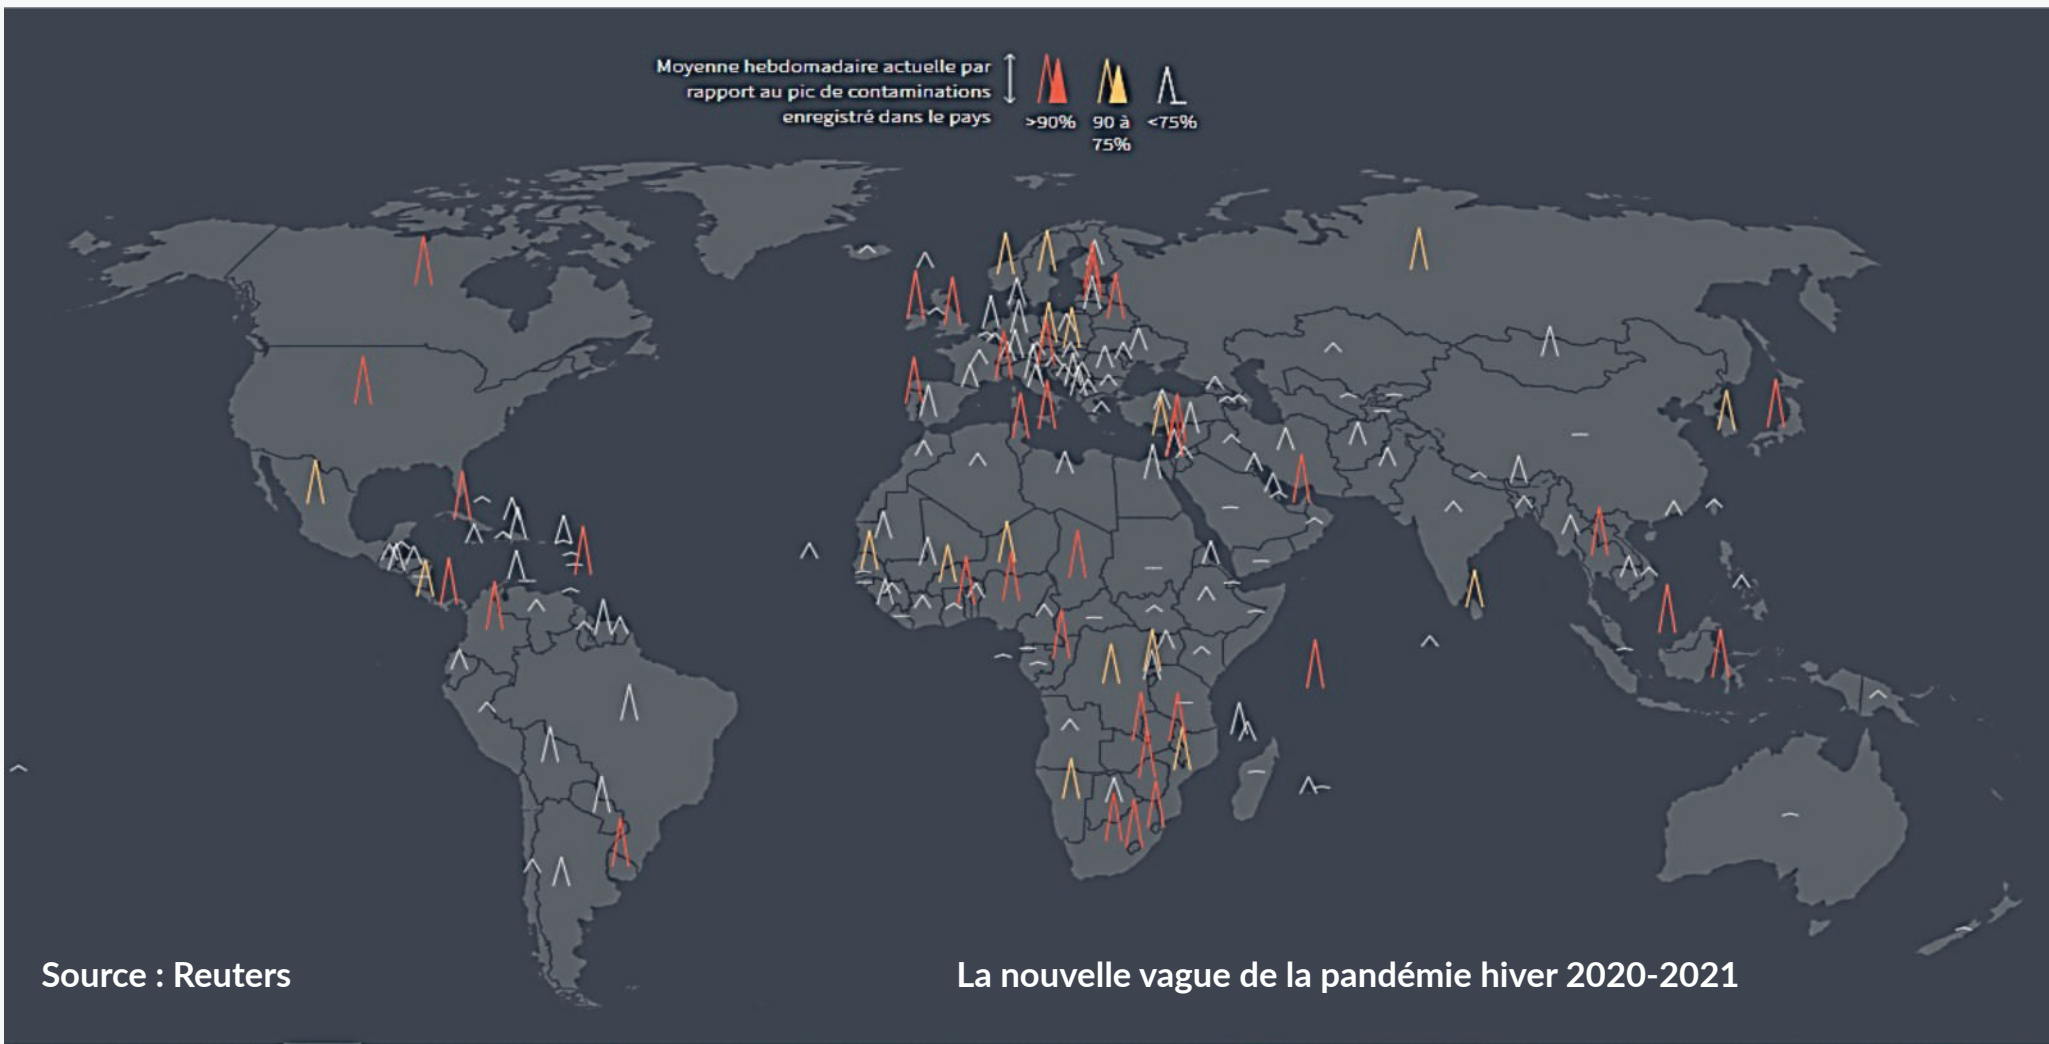 Moyenne hebdomadaire actuelle par
rapport au pic de contaminations
enregistré dans le pays
>90% 90 à <75%
75%
Source : Reuters
La nouvelle vague de la pandémie hiver 2020-2021